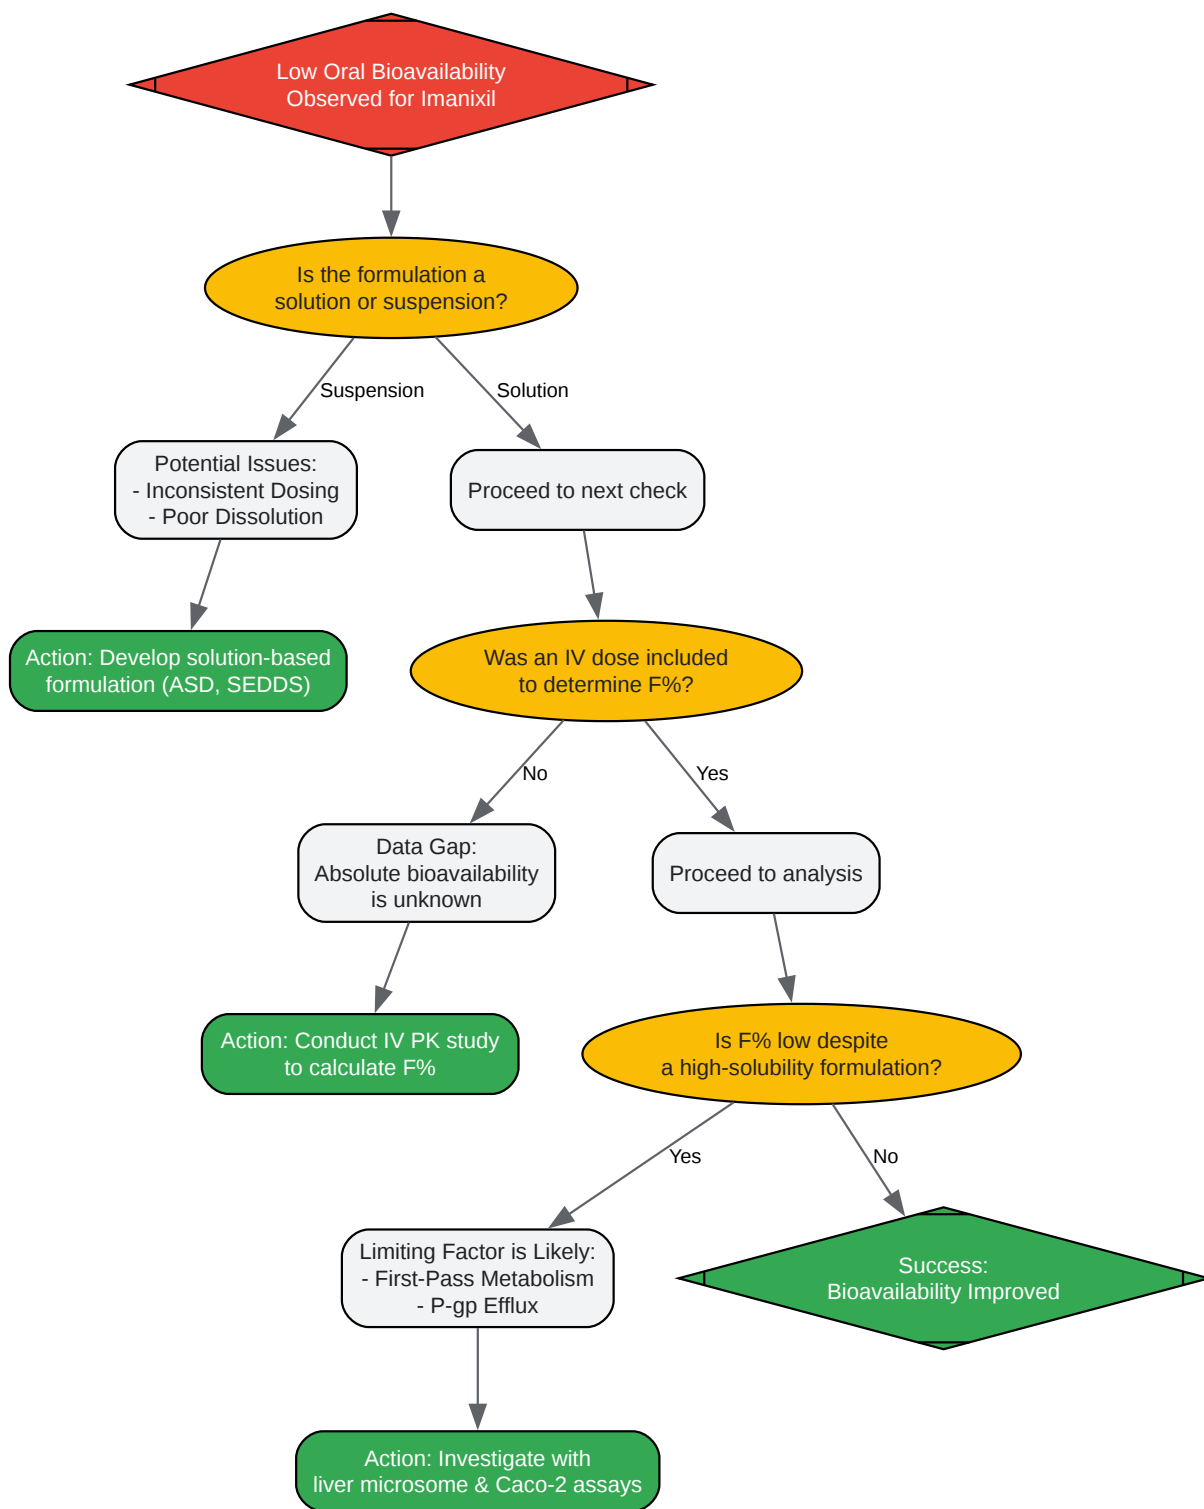 Low Oral Bioavailability
Observed for Imanixil
Is the formulation a
solution or suspension?
Suspension
Solution
Potential Issues:
- Inconsistent Dosing
- Poor Dissolution
Proceed to next check
Action: Develop solution-based
formulation (ASD, SEDDS)
Was an IV dose included
to determine F%?
No
Yes
Data Gap:
Absolute bioavailability
is unknown
Proceed to analysis
Action: Conduct IV PK study
to calculate F%
Is F% low despite
a high-solubility formulation?
Yes
No
Limiting Factor is Likely:
- First-Pass Metabolism
- P-gp Efflux
Success:
Bioavailability Improved
Action: Investigate with
liver microsome & Caco-2 assays